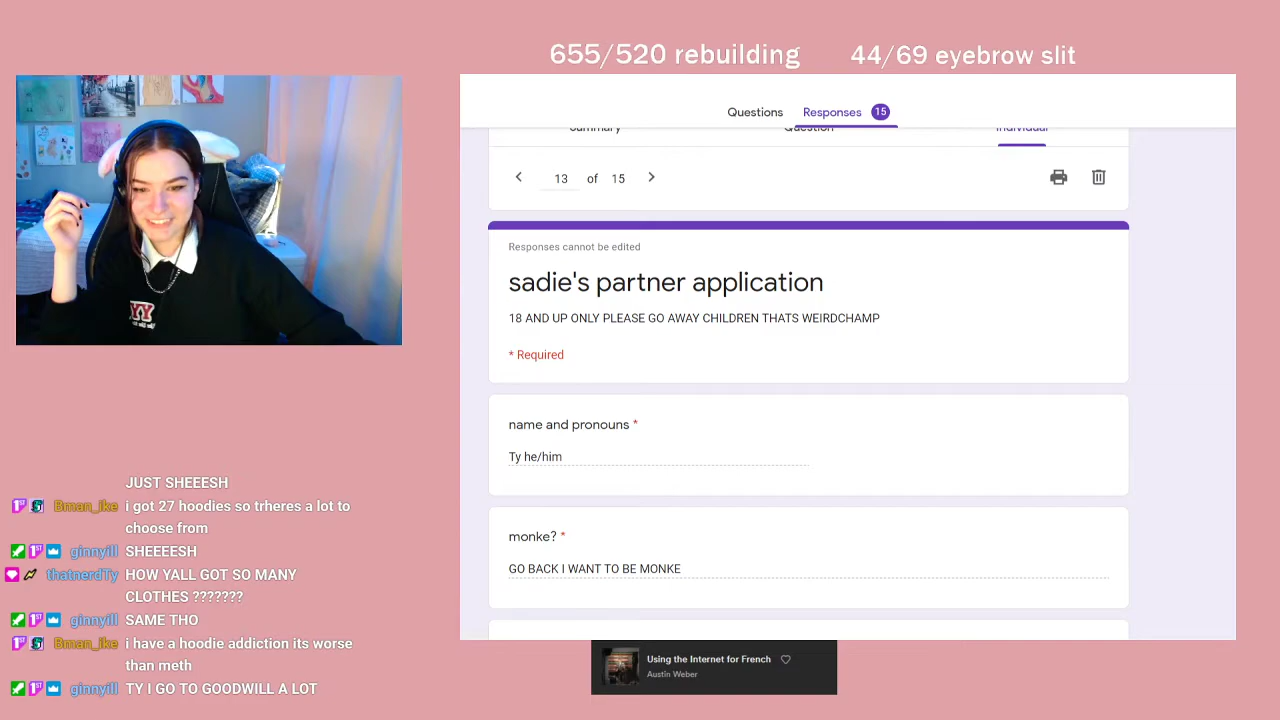 655/520 rebuilding
44/69 eyebrow slit
Questions
Responses 15
Summary
Question
Individual
13 of 15
Responses cannot be edited
sadie's partner application
18 AND UP ONLY PLEASE GO AWAY CHILDREN THATS WEIRDCHAMP
* Required
name and pronouns *
Ty he/him
monke? *
GO BACK I WANT TO BE MONKE
JUST SHEEESH
Bman_ike i got 27 hoodies so trheres a lot to
choose from
ginnyill SHEEEESH
thatnerdTy HOW YALL GOT SO MANY
CLOTHES ???????
ginnyill SAME THO
Bman_ike i have a hoodie addiction its worse
than meth
ginnyill TY I GO TO GOODWILL A LOT
Using the Internet for French
Austin Weber